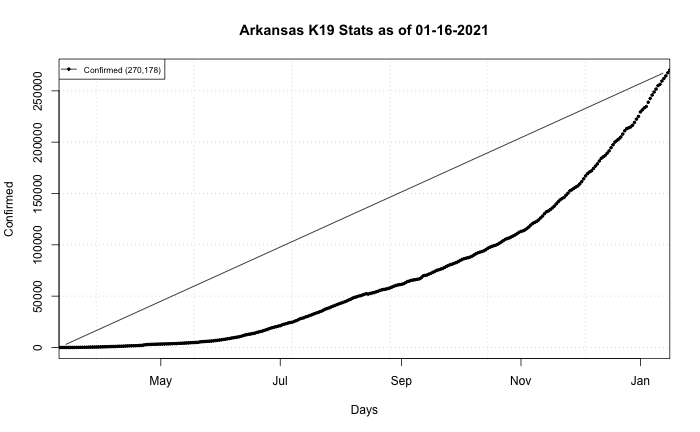 Arkansas K19 Stats as of 01-16-2021
Confirmed (270,178)
Confirmed
250000
200000
150000
100000
50000
0
May
Jul
Sep
Nov
Jan
Days